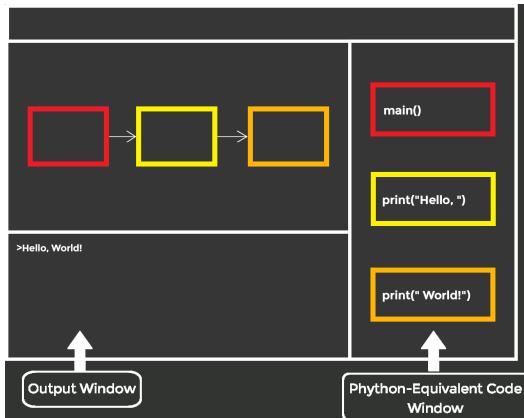 main()
print("Hello, ")
print(" World!")
>Hello, World!
Output Window
Phython-Equivalent Code
Window